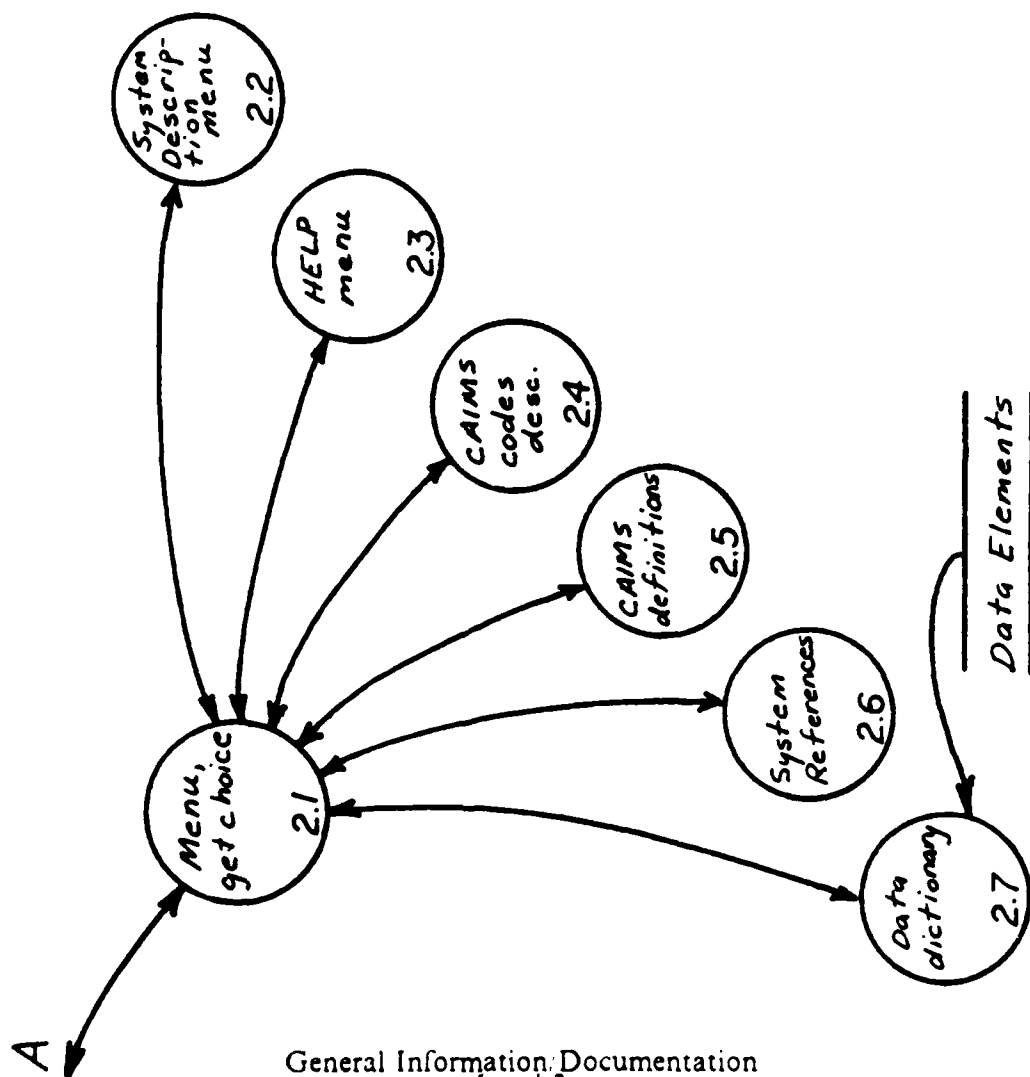 A
Menu,
get choice
2.1
System
Descrip-
tion
menu
2.2
HELP
menu
2.3
CAIMS
codes
desc.
2.4
CAIMS
definitions
2.5
System
References
2.6
Data
dictionary
2.7
Data Elements
General Information/Documentation